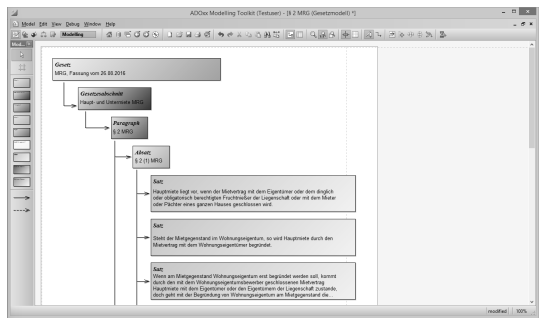 ADOxx Modelling Toolkit (Testuser) - [§ 2 MRG (Gesetzmodell) *]
Model Edit View Debug Window Help
Modelling
Gesetz
MRG, Fassung vom 26.08.2016
Gesetzesabschnitt
Haupt- und Untermiete MRG
Paragraph
§ 2 MRG
Absatz
§ 2 (1) MRG
Satz
Hauptmiete liegt vor, wenn der Mietvertrag mit dem Eigentümer oder dem dinglich
oder obligatorisch berechtigten Fruchtnießer der Liegenschaft oder mit dem Mieter
oder Pächter eines ganzen Hauses geschlossen wird.
Satz
Steht der Mietgegenstand im Wohnungseigentum, so wird Hauptmiete durch den
Mietvertrag mit dem Wohnungseigentümer begründet.
Satz
Wenn am Mietgegenstand Wohnungseigentum erst begründet werden soll, kommt
durch den mit dem Wohnungseigentumsbewerber geschlossenen Mietvertrag
Hauptmiete mit dem Eigentümer oder den Eigentümern der Liegenschaft zustande,
doch geht mit der Begründung von Wohnungseigentum am Mietgegenstand die...
modified 100%